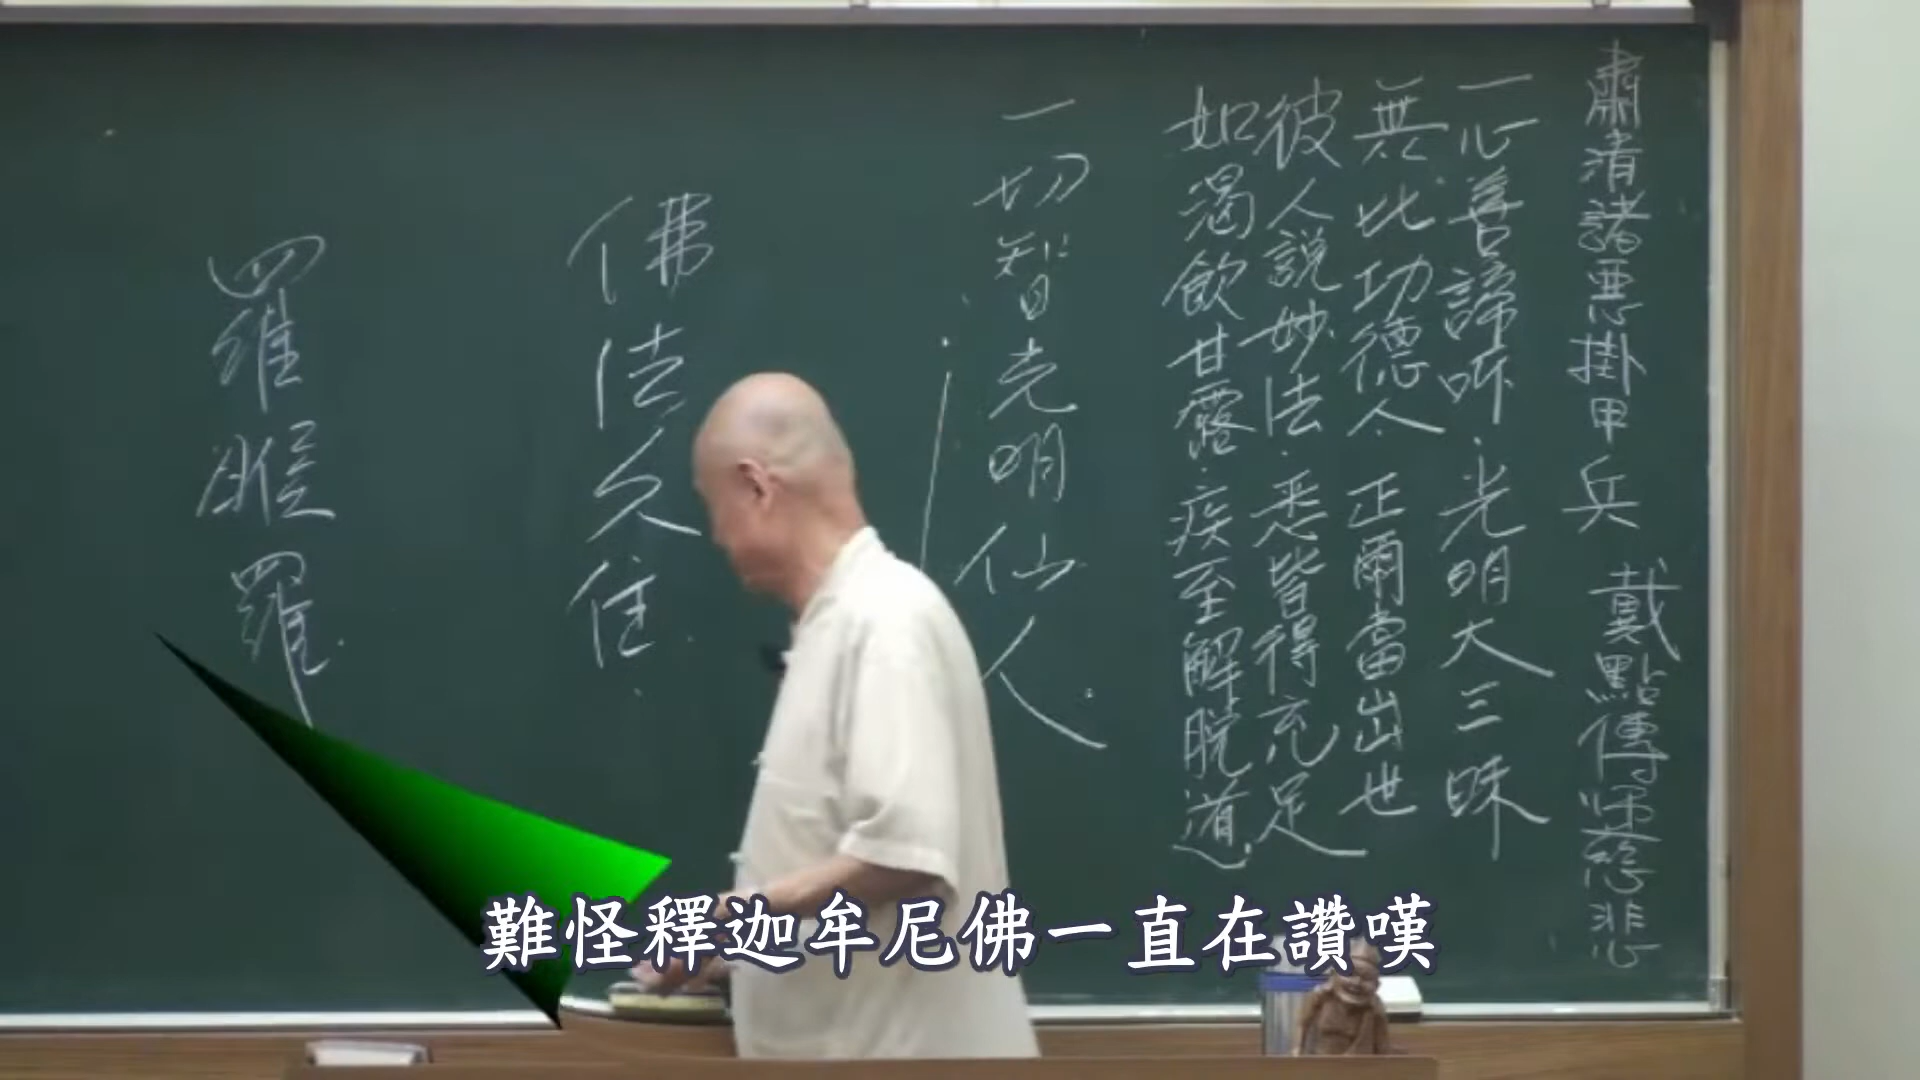 肅清諸惡掛甲兵 戴點傳師慈悲
一心善諦聽.光明大三昧
無比功德人 正爾當出世
彼人說妙法.悉皆得充足
如渴飲甘露.疾至解脫道.
一切智光明仙人.
佛法久住.
羅睺羅.
難怪釋迦牟尼佛一直在讚嘆